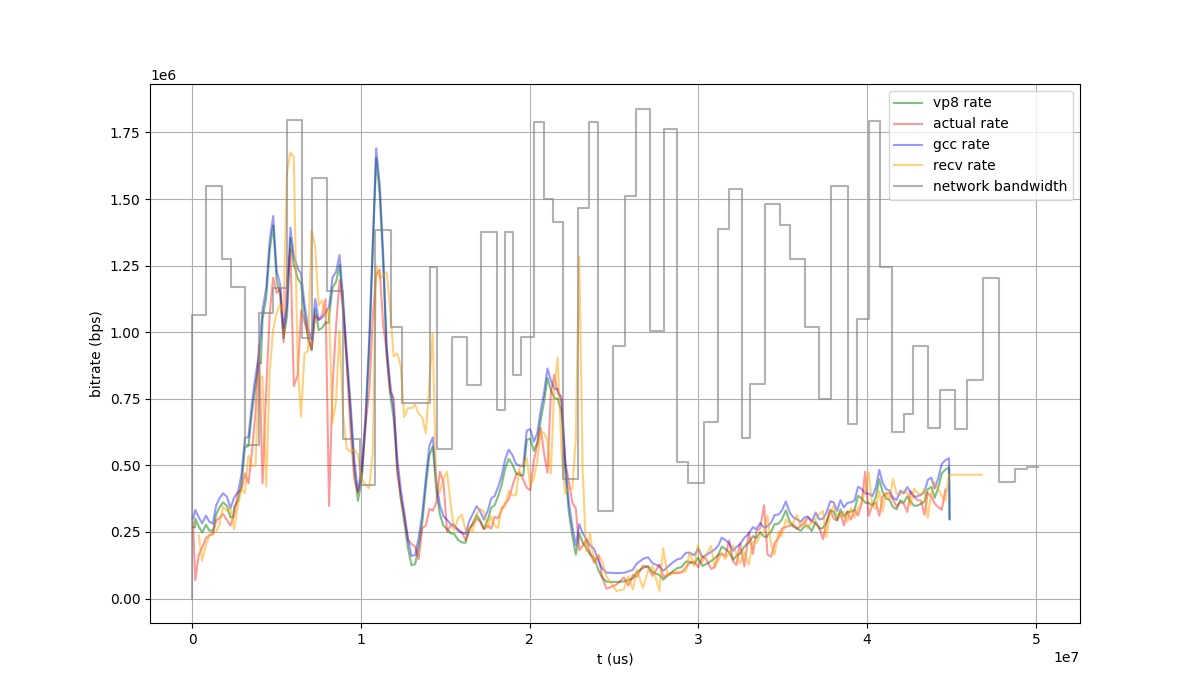 1e6
vp8 rate
actual rate
gcc rate
recv rate
network bandwidth
1.75
1.50
1.25
1.00
0.75
0.50
0.25
0.00
bitrate (bps)
0 1 2 3 4 5
t (us)
1e7